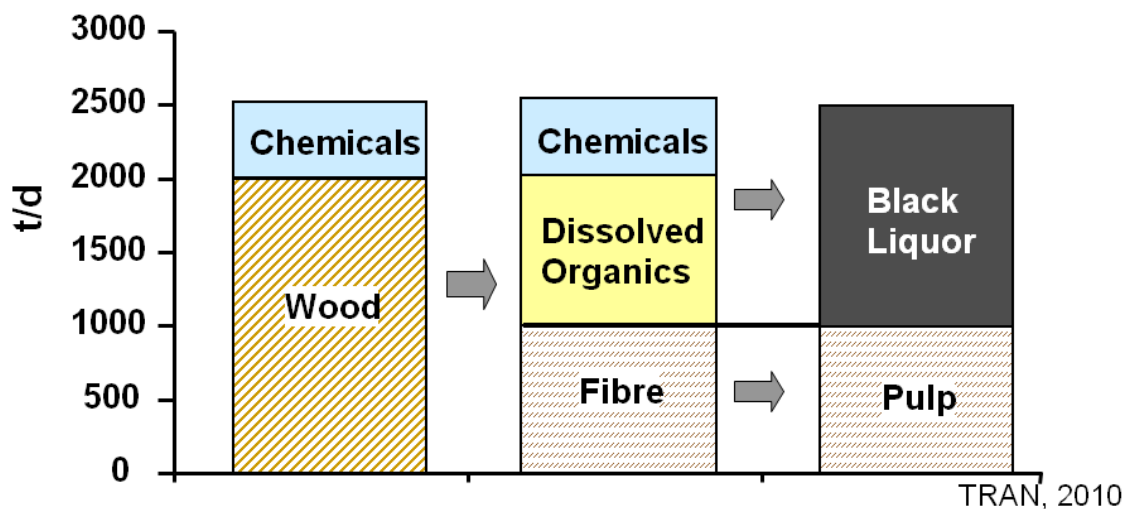 3000
2500
2000
1500
1000
500
0
t/d
Chemicals
Wood
Chemicals
Dissolved
Organics
Fibre
Black
Liquor
Pulp
TRAN, 2010